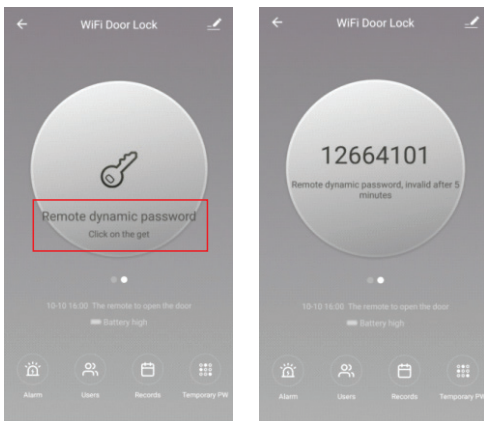 WiFi Door Lock
Remote dynamic password
Click on the get
10-10 16:00 The remote to open the door
Battery high
Alarm
Users
Records
Temporary PW
WiFi Door Lock
12664101
Remote dynamic password, invalid after 5
minutes
10-10 16:00 The remote to open the door
Battery high
Alarm
Users
Records
Temporary PW